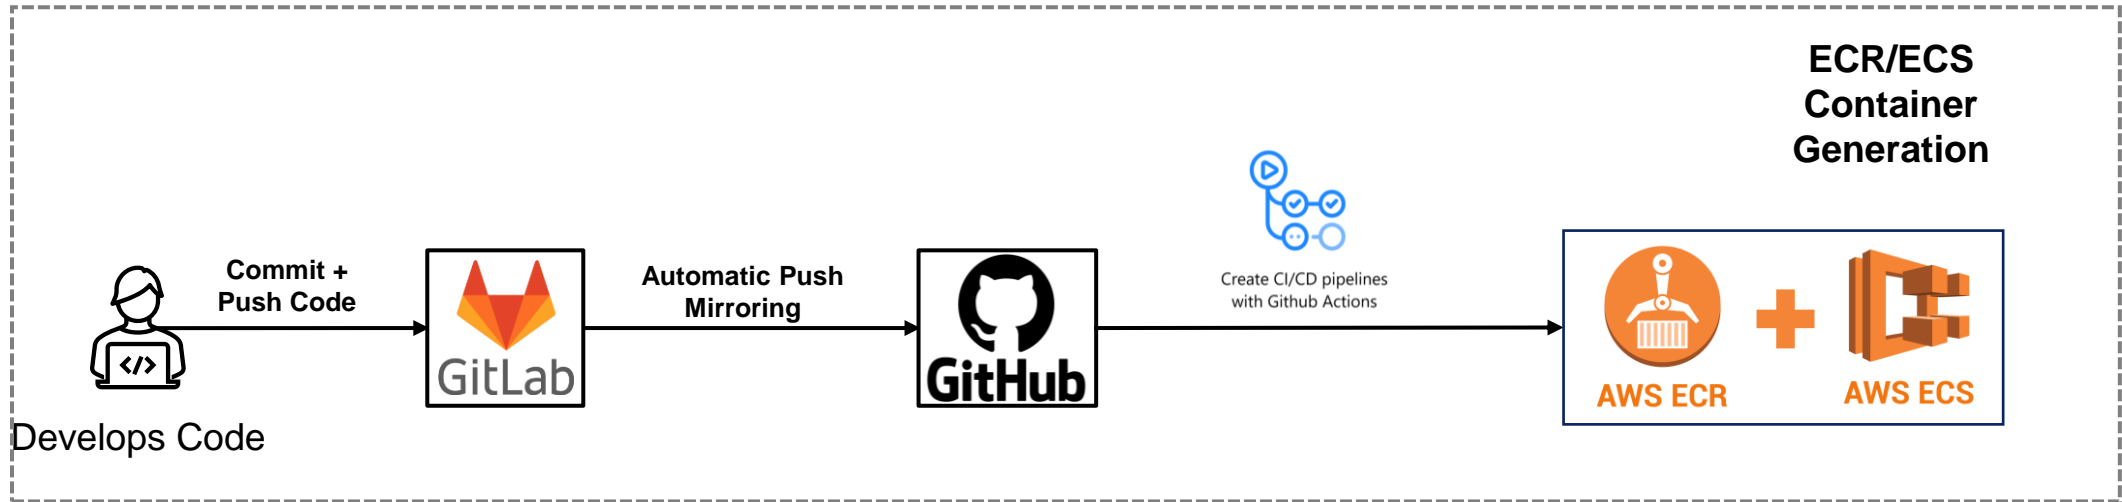 ECR/ECS
Container
Generation
Commit +
Push Code
Automatic Push
Mirroring
Create CI/CD pipelines
with Github Actions
</>
GitLab
GitHub
AWS ECR
AWS ECS
Develops Code